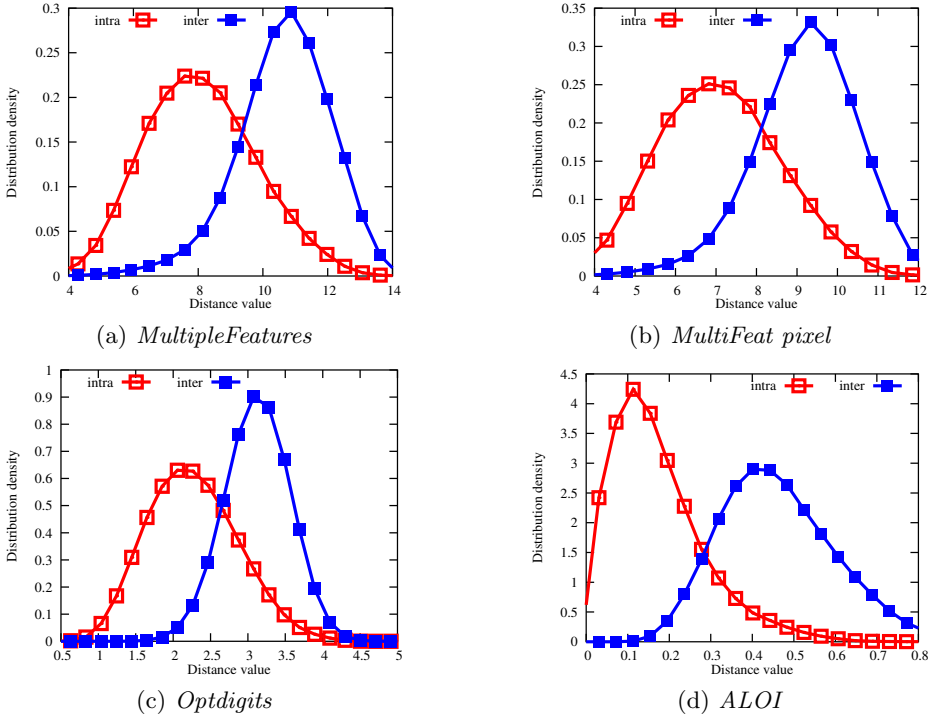 intra inter
Distribution density
0.3
0.25
0.2
0.15
0.1
0.05
0
4 6 8 10 12 14
Distance value
(a) MultipleFeatures
intra inter
Distribution density
0.35
0.3
0.25
0.2
0.15
0.1
0.05
0
4 5 6 7 8 9 10 11 12
Distance value
(b) MultiFeat pixel
intra inter
Distribution density
1
0.9
0.8
0.7
0.6
0.5
0.4
0.3
0.2
0.1
0
0.5 1 1.5 2 2.5 3 3.5 4 4.5 5
Distance value
(c) Optdigits
intra inter
Distribution density
4.5
4
3.5
3
2.5
2
1.5
1
0.5
0
0 0.1 0.2 0.3 0.4 0.5 0.6 0.7 0.8
Distance value
(d) ALOI